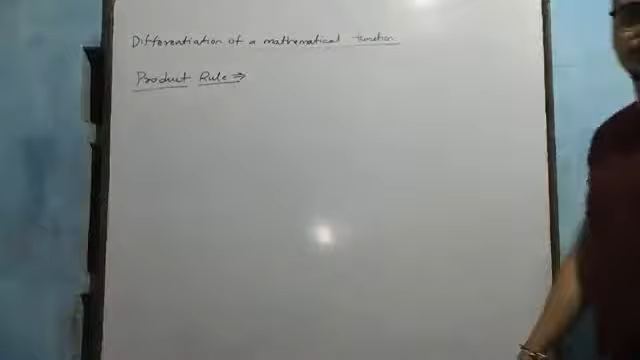 Differentiation of a mathematical function
Product Rule ⇒